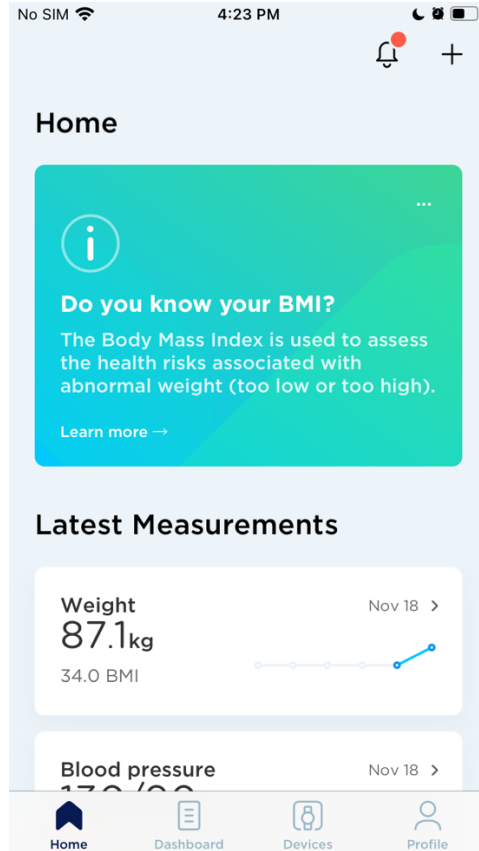 No SIM 4:23 PM
Home
...
Do you know your BMI?
The Body Mass Index is used to assess
the health risks associated with
abnormal weight (too low or too high).
Learn more →
Latest Measurements
Weight Nov 18 >
87.1kg
34.0 BMI
Blood pressure Nov 18 >
Home Dashboard Devices Profile